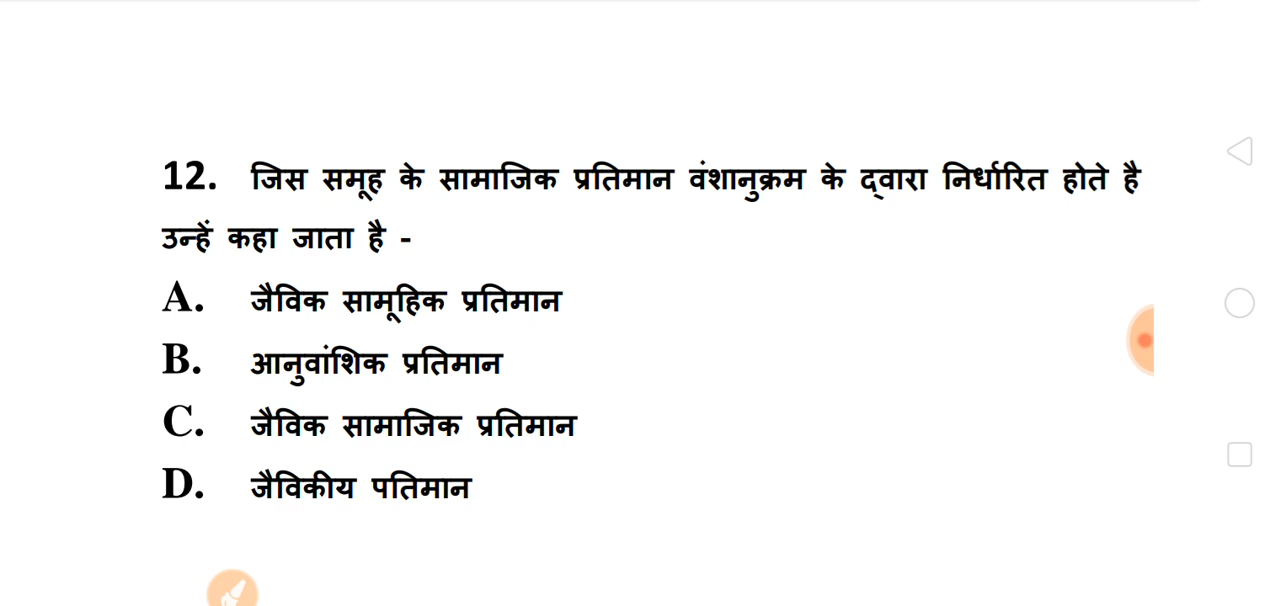 12. जिस समूह के सामाजिक प्रतिमान वंशानुक्रम के द्वारा निर्धारित होते है
उन्हें कहा जाता है -
A. जैविक सामूहिक प्रतिमान
B. आनुवांशिक प्रतिमान
C. जैविक सामाजिक प्रतिमान
D. जैविकीय पतिमान